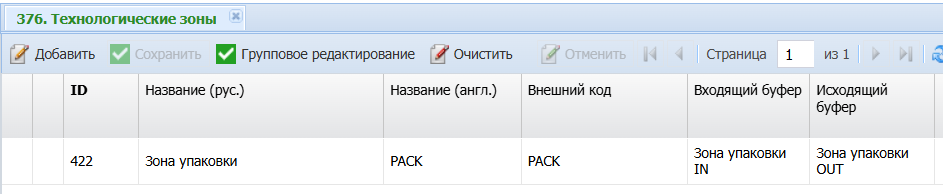 376. Технологические зоны
Добавить Сохранить Групповое редактирование Очистить Отменить Страница 1 из 1
ID Название (рус.) Название (англ.) Внешний код Входящий буфер Исходящий буфер
422 Зона упаковки PACK PACK Зона упаковки IN Зона упаковки OUT